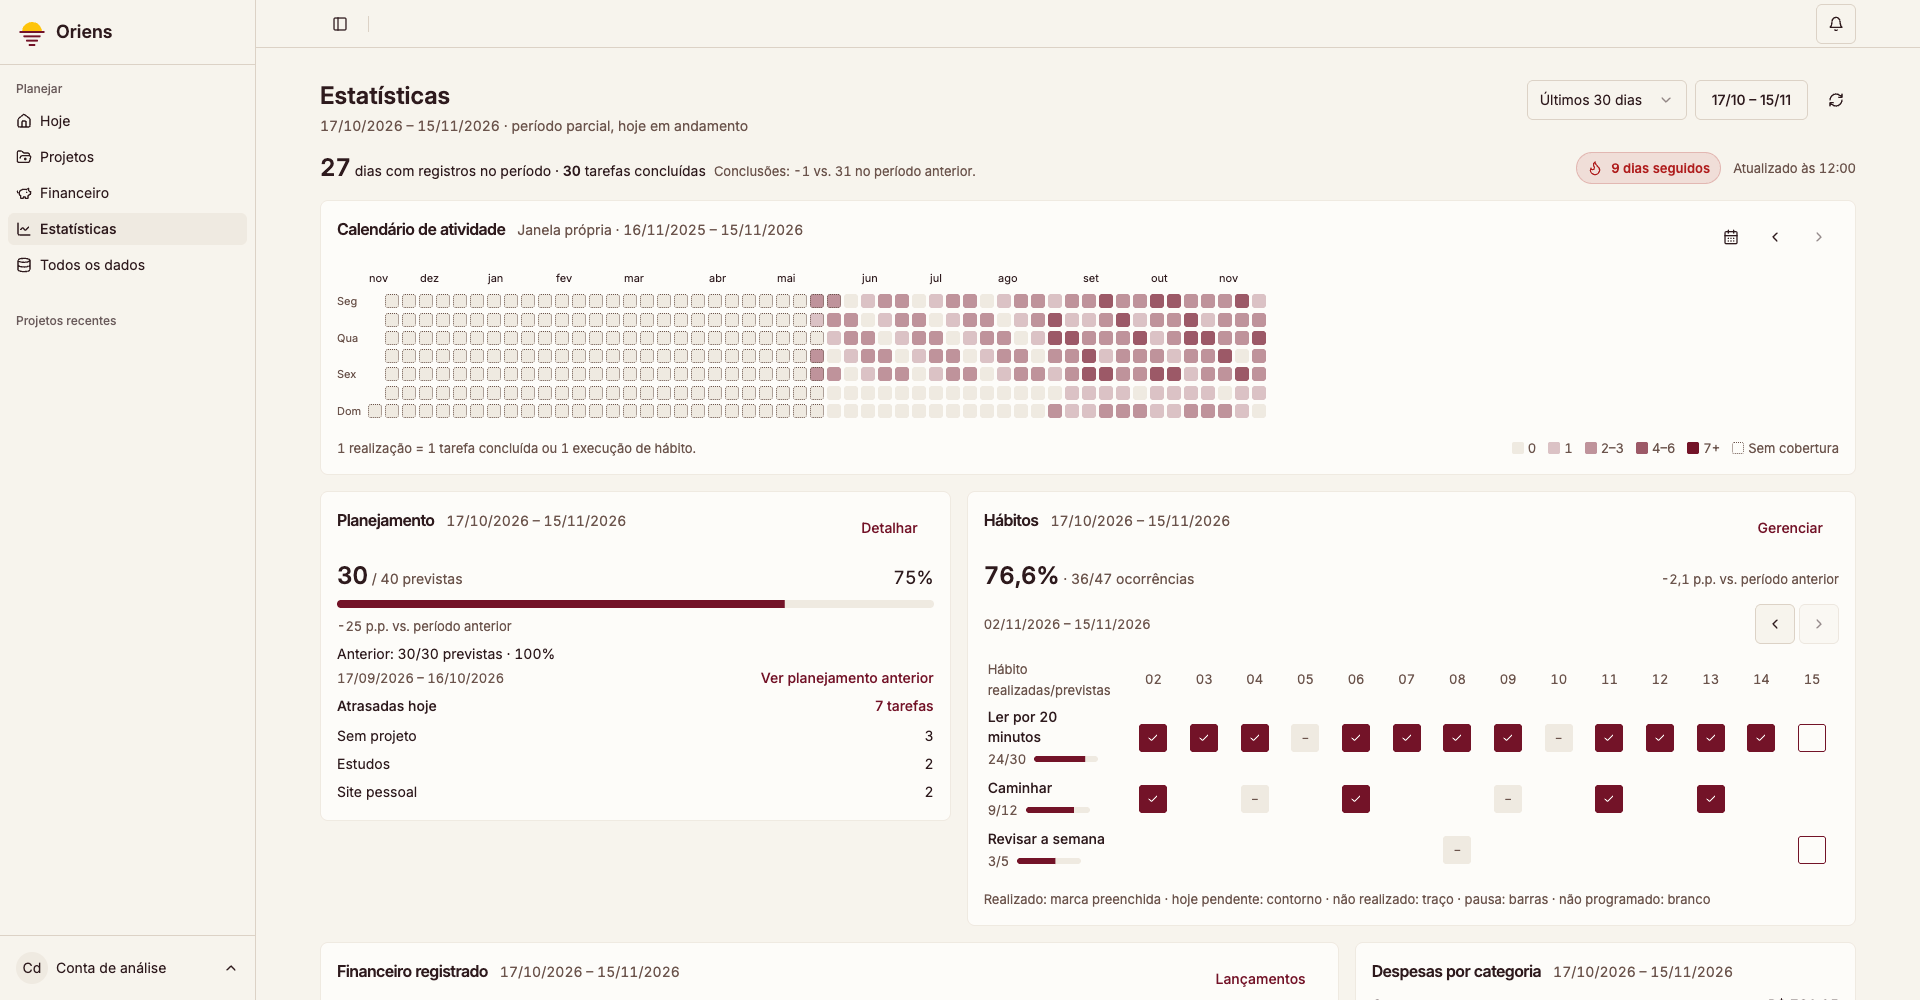 Oriens
Planejar
Hoje
Projetos
Financeiro
Estatísticas
Todos os dados
Projetos recentes
Cd Conta de análise
Estatísticas
17/10/2026 – 15/11/2026 · período parcial, hoje em andamento
Últimos 30 dias
17/10 – 15/11
27 dias com registros no período · 30 tarefas concluídas Conclusões: -1 vs. 31 no período anterior.
9 dias seguidos
Atualizado às 12:00
Calendário de atividade Janela própria · 16/11/2025 – 15/11/2026
nov dez jan fev mar abr mai jun jul ago set out nov
Seg
Qua
Sex
Dom
1 realização = 1 tarefa concluída ou 1 execução de hábito.
0 1 2–3 4–6 7+ Sem cobertura
Planejamento 17/10/2026 – 15/11/2026
Detalhar
30 / 40 previstas 75%
-25 p.p. vs. período anterior
Anterior: 30/30 previstas · 100%
17/09/2026 – 16/10/2026 Ver planejamento anterior
Atrasadas hoje 7 tarefas
Sem projeto 3
Estudos 2
Site pessoal 2
Hábitos 17/10/2026 – 15/11/2026
Gerenciar
76,6% · 36/47 ocorrências -2,1 p.p. vs. período anterior
02/11/2026 – 15/11/2026
Hábito
realizadas/previstas
02 03 04 05 06 07 08 09 10 11 12 13 14 15
Ler por 20
minutos
24/30
Caminhar
9/12
Revisar a semana
3/5
Realizado: marca preenchida · hoje pendente: contorno · não realizado: traço · pausa: barras · não programado: branco
Financeiro registrado 17/10/2026 – 15/11/2026
Lançamentos
Despesas por categoria 17/10/2026 – 15/11/2026